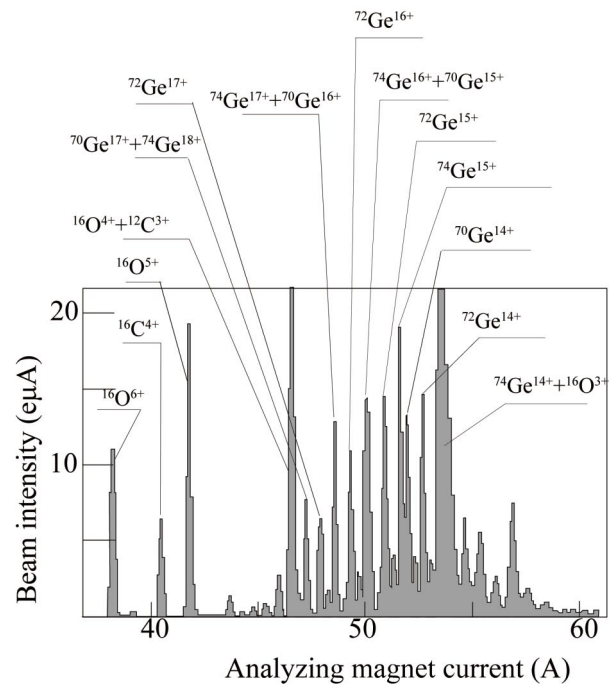 ⁷²Ge¹⁶⁺
⁷²Ge¹⁷⁺
⁷⁴Ge¹⁷⁺+⁷⁰Ge¹⁶⁺
⁷⁴Ge¹⁶⁺+⁷⁰Ge¹⁵⁺
⁷²Ge¹⁵⁺
⁷⁰Ge¹⁷⁺+⁷⁴Ge¹⁸⁺
⁷⁴Ge¹⁵⁺
¹⁶O⁴⁺+¹²C³⁺
⁷⁰Ge¹⁴⁺
¹⁶O⁵⁺
¹⁶C⁴⁺
⁷²Ge¹⁴⁺
¹⁶O⁶⁺
⁷⁴Ge¹⁴⁺+¹⁶O³⁺
20
10
Beam intensity (eμA)
40 50 60
Analyzing magnet current (A)